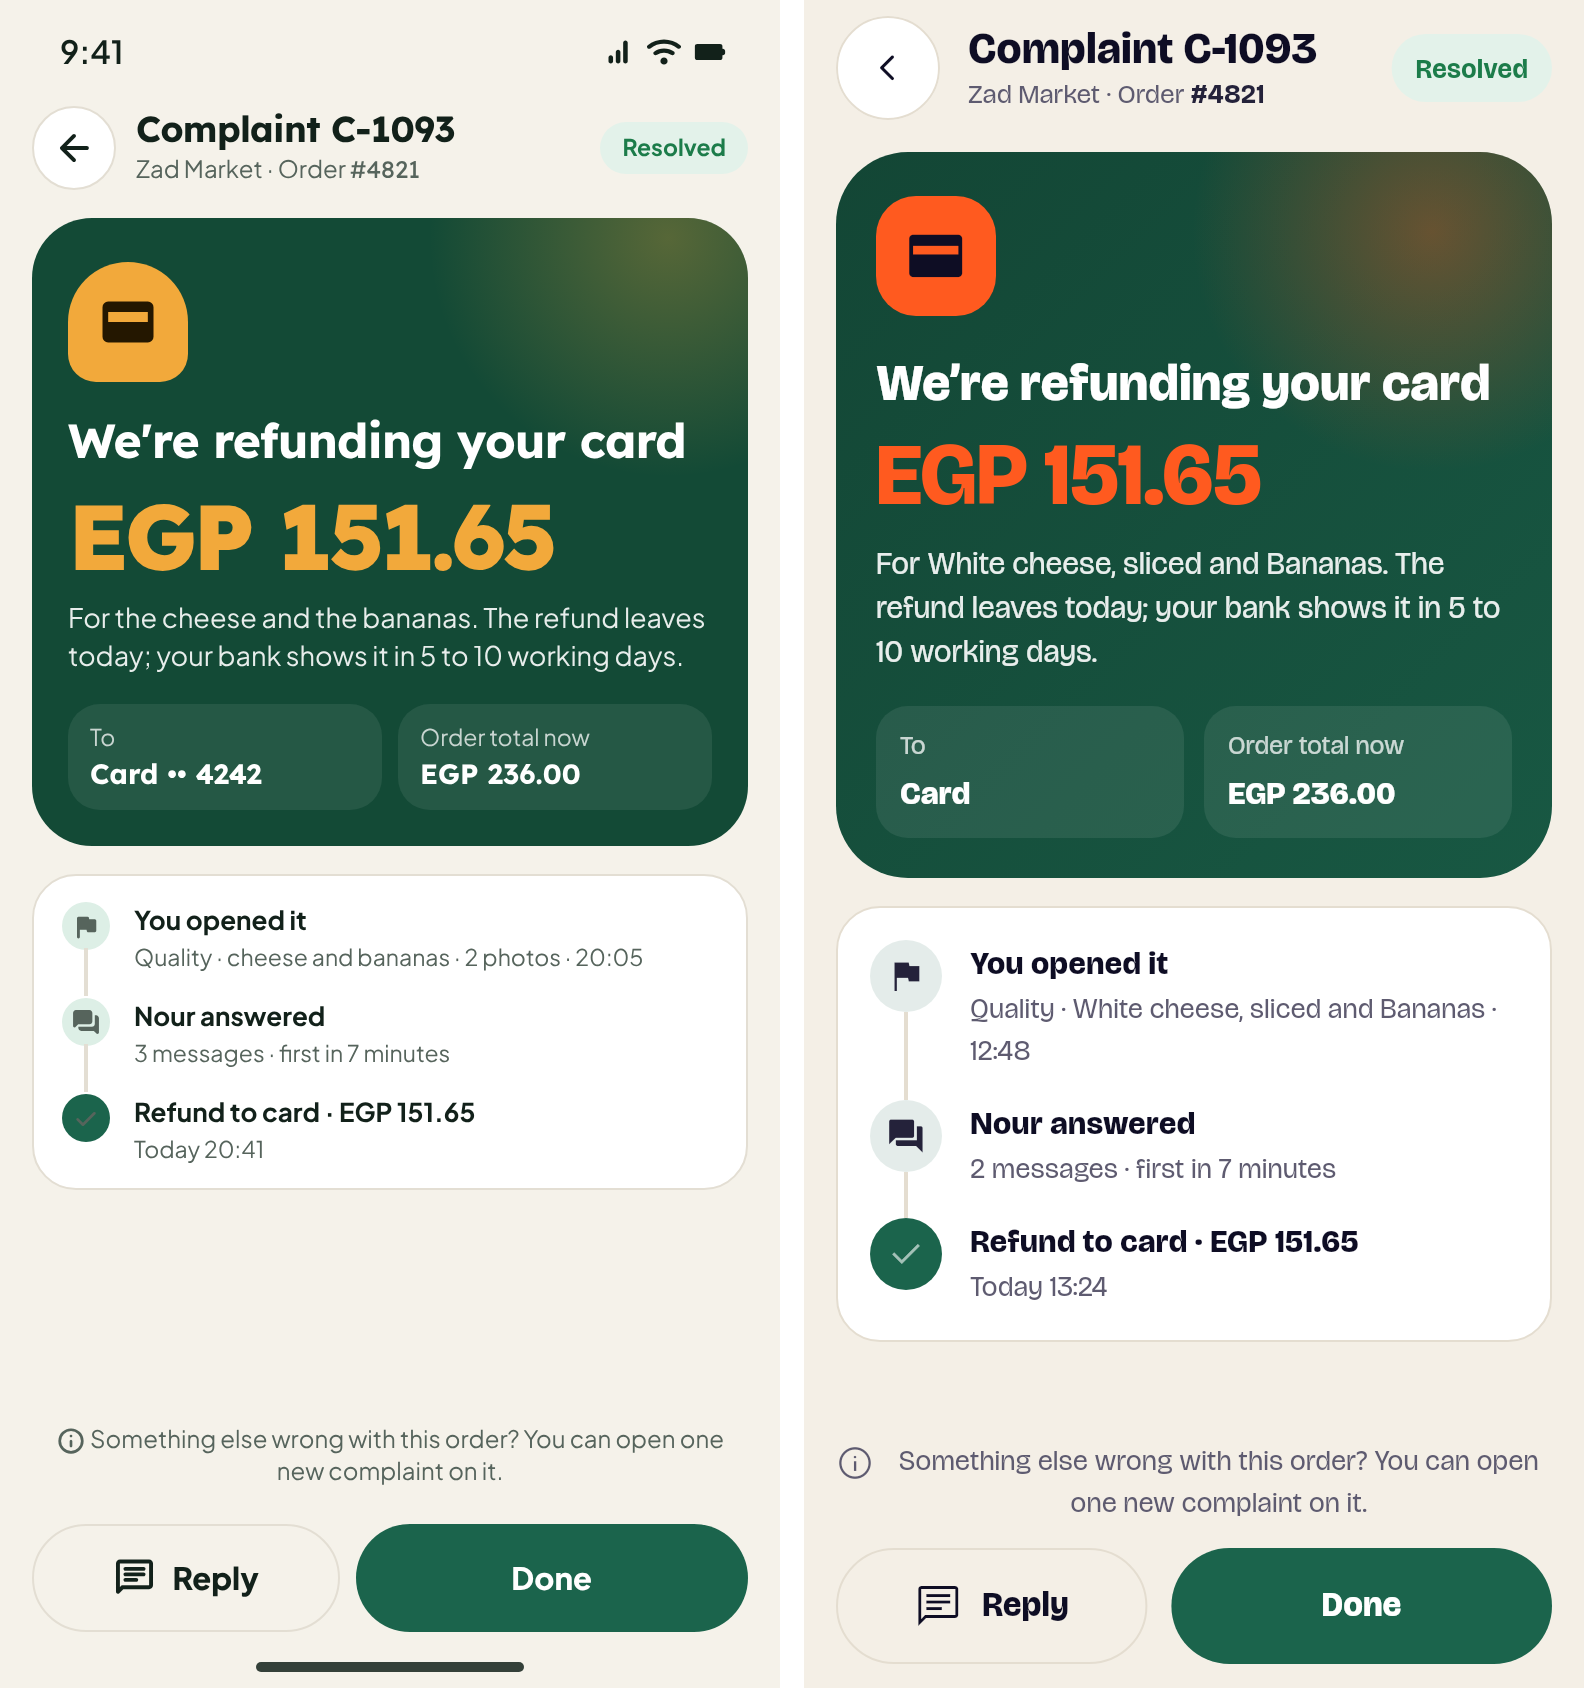 9:41
Complaint C-1093
Zad Market · Order #4821
Resolved
We're refunding your card
EGP 151.65
For the cheese and the bananas. The refund leaves
today; your bank shows it in 5 to 10 working days.
To
Card •• 4242
Order total now
EGP 236.00
You opened it
Quality · cheese and bananas · 2 photos · 20:05
Nour answered
3 messages · first in 7 minutes
Refund to card · EGP 151.65
Today 20:41
Something else wrong with this order? You can open one
new complaint on it.
Reply
Done
Complaint C-1093
Zad Market · Order #4821
Resolved
We're refunding your card
EGP 151.65
For White cheese, sliced and Bananas. The
refund leaves today; your bank shows it in 5 to
10 working days.
To
Card
Order total now
EGP 236.00
You opened it
Quality · White cheese, sliced and Bananas ·
12:48
Nour answered
2 messages · first in 7 minutes
Refund to card · EGP 151.65
Today 13:24
Something else wrong with this order? You can open
one new complaint on it.
Reply
Done